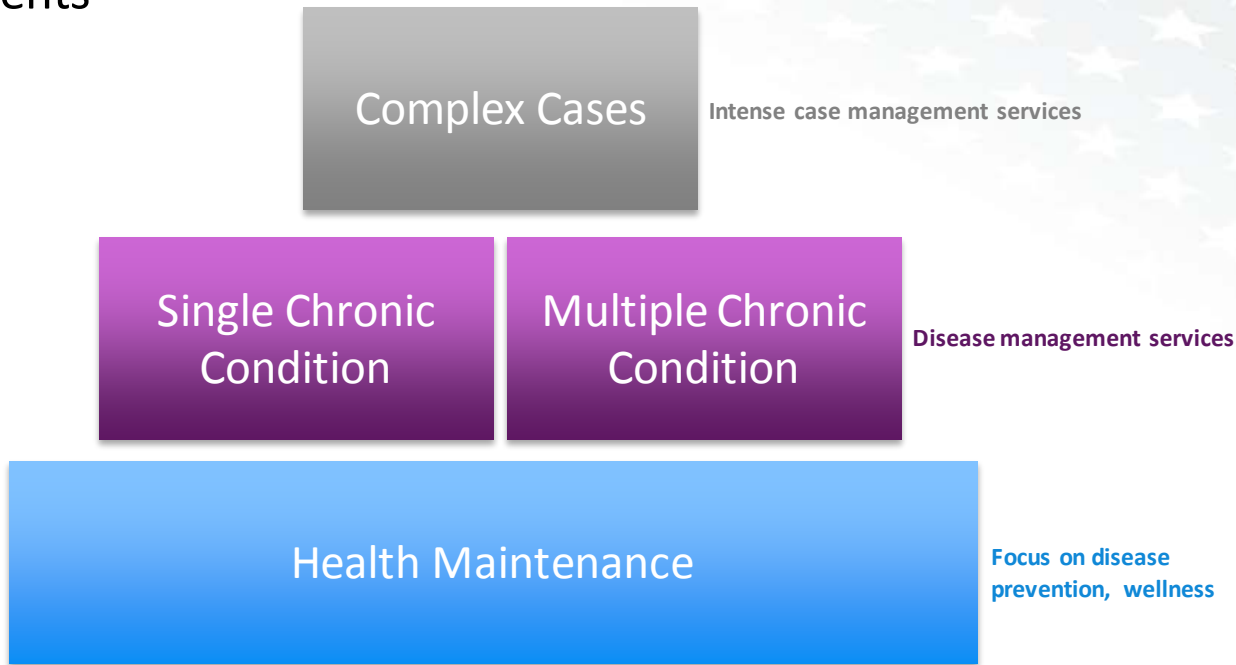 Complex Cases
Intense case management services
Single Chronic
Condition
Multiple Chronic
Condition
Disease management services
Health Maintenance
Focus on disease
prevention, wellness